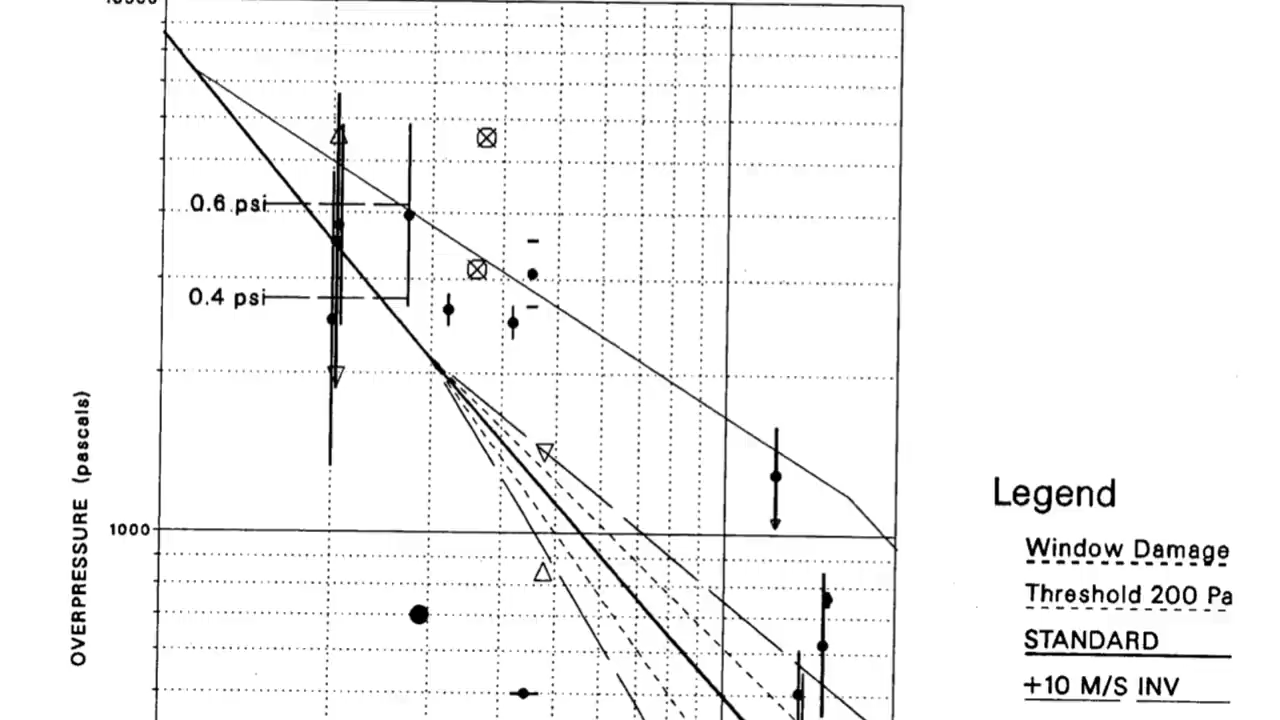 0.6 psi
0.4 psi
OVERPRESSURE (pascals)
1000
Legend
Window Damage
Threshold 200 Pa
STANDARD
+10 M/S INV